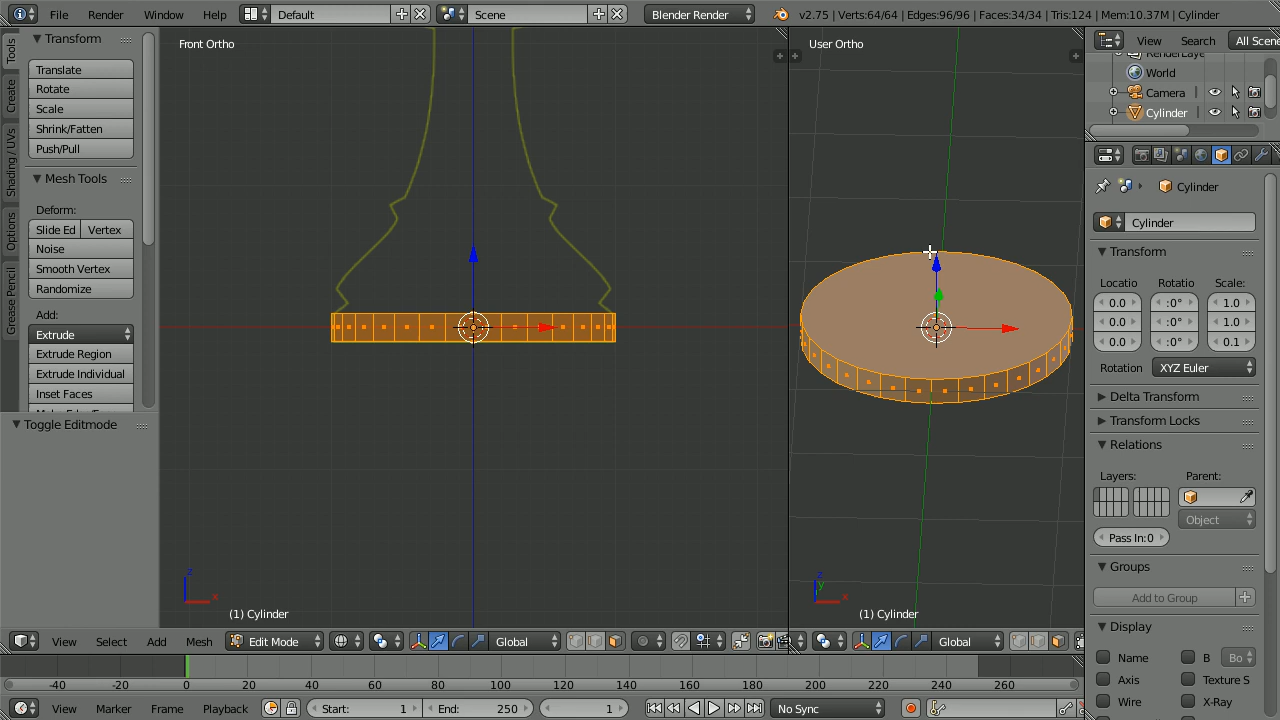 File Render Window Help Default Scene Blender Render v2.75 | Verts:64/64 | Edges:96/96 | Faces:34/34 | Tris:124 | Mem:10.37M | Cylinder
Tools
Create
Shading / UVs
Options
Grease Pencil
Transform
Translate
Rotate
Scale
Shrink/Fatten
Push/Pull
Mesh Tools
Deform:
Slide Ed Vertex
Noise
Smooth Vertex
Randomize
Add:
Extrude
Extrude Region
Extrude Individual
Inset Faces
Toggle Editmode
Front Ortho
z
x
(1) Cylinder
User Ortho
z
y
x
(1) Cylinder
View Search All Scen
RenderLaye
World
Camera
Cylinder
Cylinder
Cylinder
Transform
Locatio Rotatio Scale:
0.0 :0° 1.0
0.0 :0° 1.0
0.0 :0° 0.1
Rotation XYZ Euler
Delta Transform
Transform Locks
Relations
Layers: Parent:
Object
Pass In:0
Groups
Add to Group
Display
Name B Bo
Axis Texture S
Wire X-Ray
View Select Add Mesh Edit Mode Global Global
-40 -20 0 20 40 60 80 100 120 140 160 180 200 220 240 260
View Marker Frame Playback Start: 1 End: 250 1 No Sync